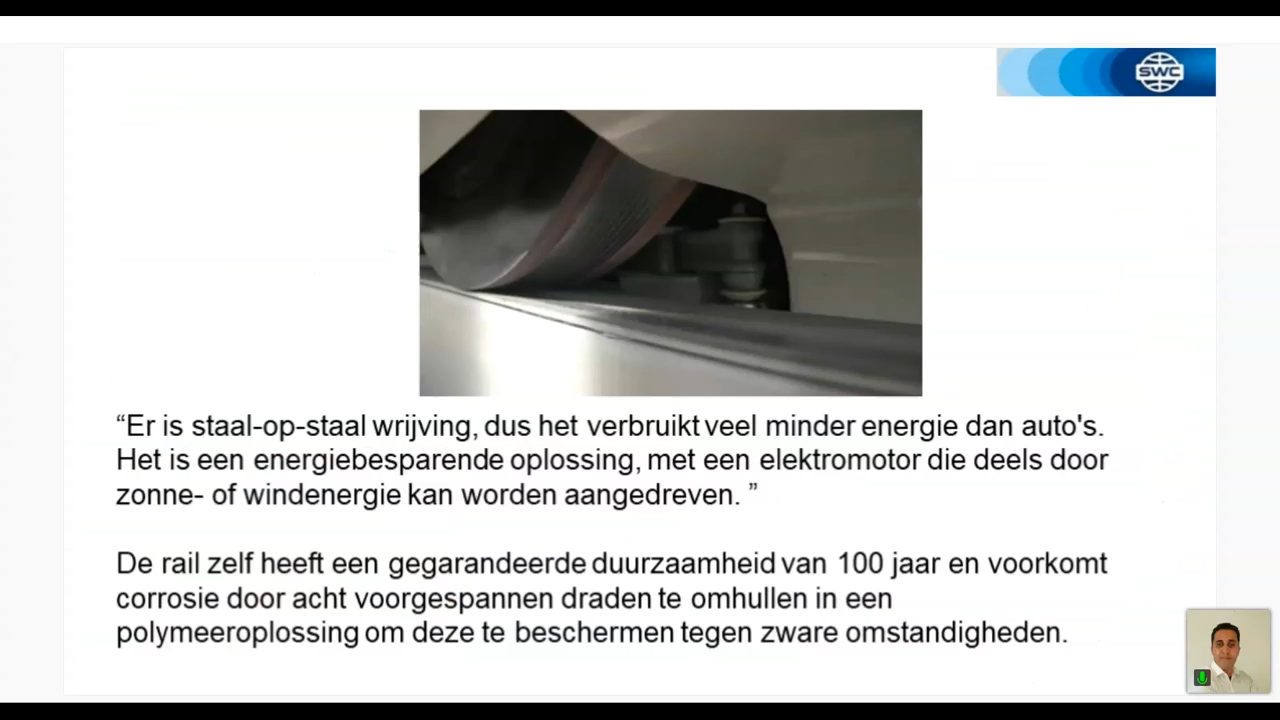 SWC
“Er is staal-op-staal wrijving, dus het verbruikt veel minder energie dan auto's.
Het is een energiebesparende oplossing, met een elektromotor die deels door
zonne- of windenergie kan worden aangedreven. ”
De rail zelf heeft een gegarandeerde duurzaamheid van 100 jaar en voorkomt
corrosie door acht voorgespannen draden te omhullen in een
polymeeroplossing om deze te beschermen tegen zware omstandigheden.